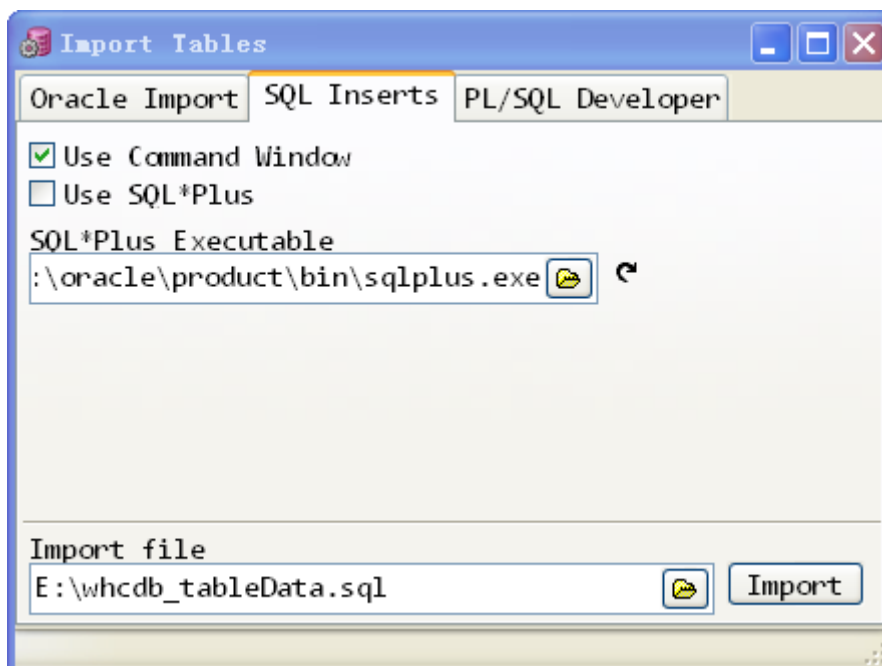 Import Tables
Oracle Import SQL Inserts PL/SQL Developer
Use Command Window
Use SQL*Plus
SQL*Plus Executable
:\oracle\product\bin\sqlplus.exe
Import file
E:\whcdb_tableData.sql Import